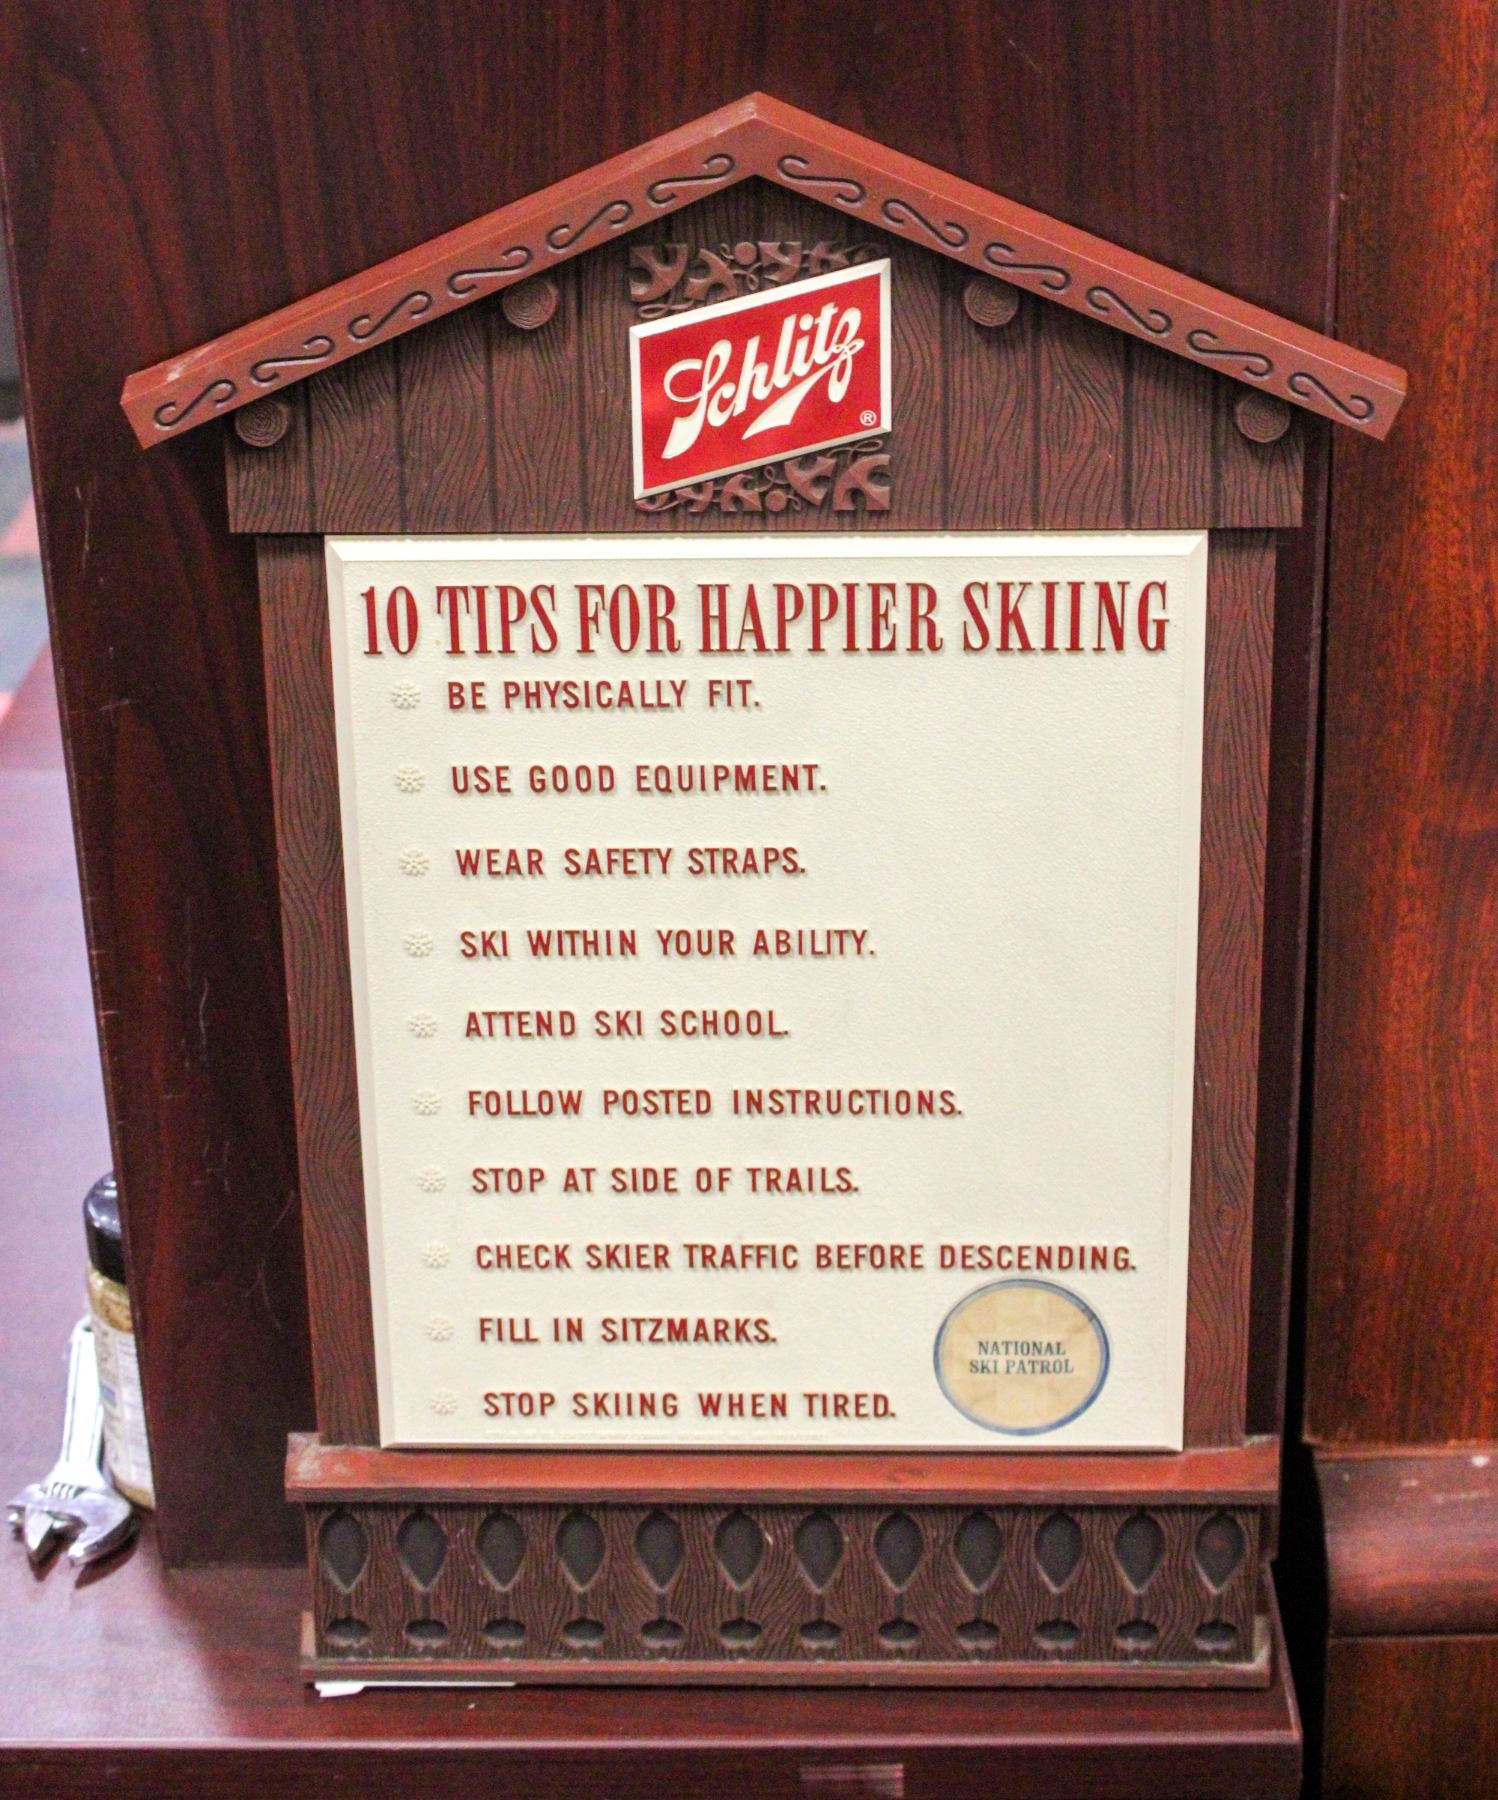 Schlitz
®
10 TIPS FOR HAPPIER SKIING
BE PHYSICALLY FIT.
USE GOOD EQUIPMENT.
WEAR SAFETY STRAPS.
SKI WITHIN YOUR ABILITY.
ATTEND SKI SCHOOL.
FOLLOW POSTED INSTRUCTIONS.
STOP AT SIDE OF TRAILS.
CHECK SKIER TRAFFIC BEFORE DESCENDING.
FILL IN SITZMARKS.
STOP SKIING WHEN TIRED.
NATIONAL
SKI PATROL